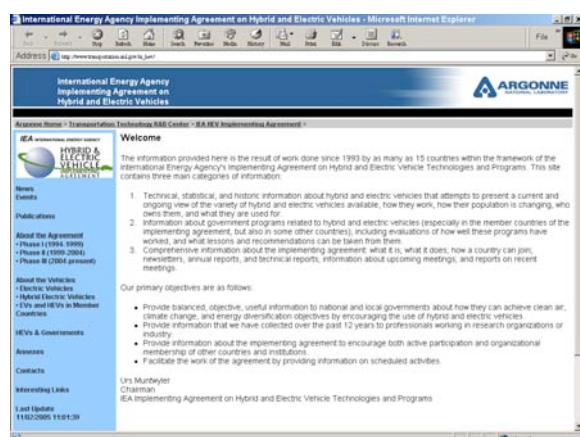 International Energy Agency Implementing Agreement on Hybrid and Electric Vehicles - Microsoft Internet Explorer
File
Address
International Energy Agency
Implementing Agreement on
Hybrid and Electric Vehicles
ARGONNE
NATIONAL LABORATORY
Argonne Home > Transportation Technology R&D Center > IEA HEV Implementing Agreement >
IEA INTERNATIONAL ENERGY AGENCY
HYBRID &
ELECTRIC
VEHICLE
IMPLEMENTING
AGREEMENT
News
Events
Publications
About the Agreement
• Phase I (1994-1999)
• Phase II (1999-2004)
• Phase III (2004-present)
About the Vehicles
• Electric Vehicles
• Hybrid Electric Vehicles
• EVs and HEVs in Member
Countries
HEVs & Governments
Annexes
Contacts
Interesting Links
Last Update
11/02/2005 11:01:39
Welcome
The information provided here is the result of work done since 1993 by as many as 15 countries within the framework of the
International Energy Agency's Implementing Agreement on Hybrid and Electric Vehicle Technologies and Programs. This site
contains three main categories of information:
1. Technical, statistical, and historic information about hybrid and electric vehicles that attempts to present a current and
ongoing view of the variety of hybrid and electric vehicles available, how they work, how their population is changing, who
owns them, and what they are used for.
2. Information about government programs related to hybrid and electric vehicles (especially in the member countries of the
implementing agreement, but also in some other countries), including evaluations of how well these programs have
worked, and what lessons and recommendations can be taken from them.
3. Comprehensive information about the implementing agreement: what it is; what it does; how a country can join;
newsletters, annual reports, and technical reports; information about upcoming meetings; and reports on recent
meetings.
Our primary objectives are as follows:
• Provide balanced, objective, useful information to national and local governments about how they can achieve clean air,
climate change, and energy diversification objectives by encouraging the use of hybrid and electric vehicles.
• Provide information that we have collected over the past 12 years to professionals working in research organizations or
industry.
• Provide information about the implementing agreement to encourage both active participation and organizational
membership of other countries and institutions.
• Facilitate the work of the agreement by providing information on scheduled activities.
Urs Muntwyler
Chairman
IEA Implementing Agreement on Hybrid and Electric Vehicle Technologies and Programs